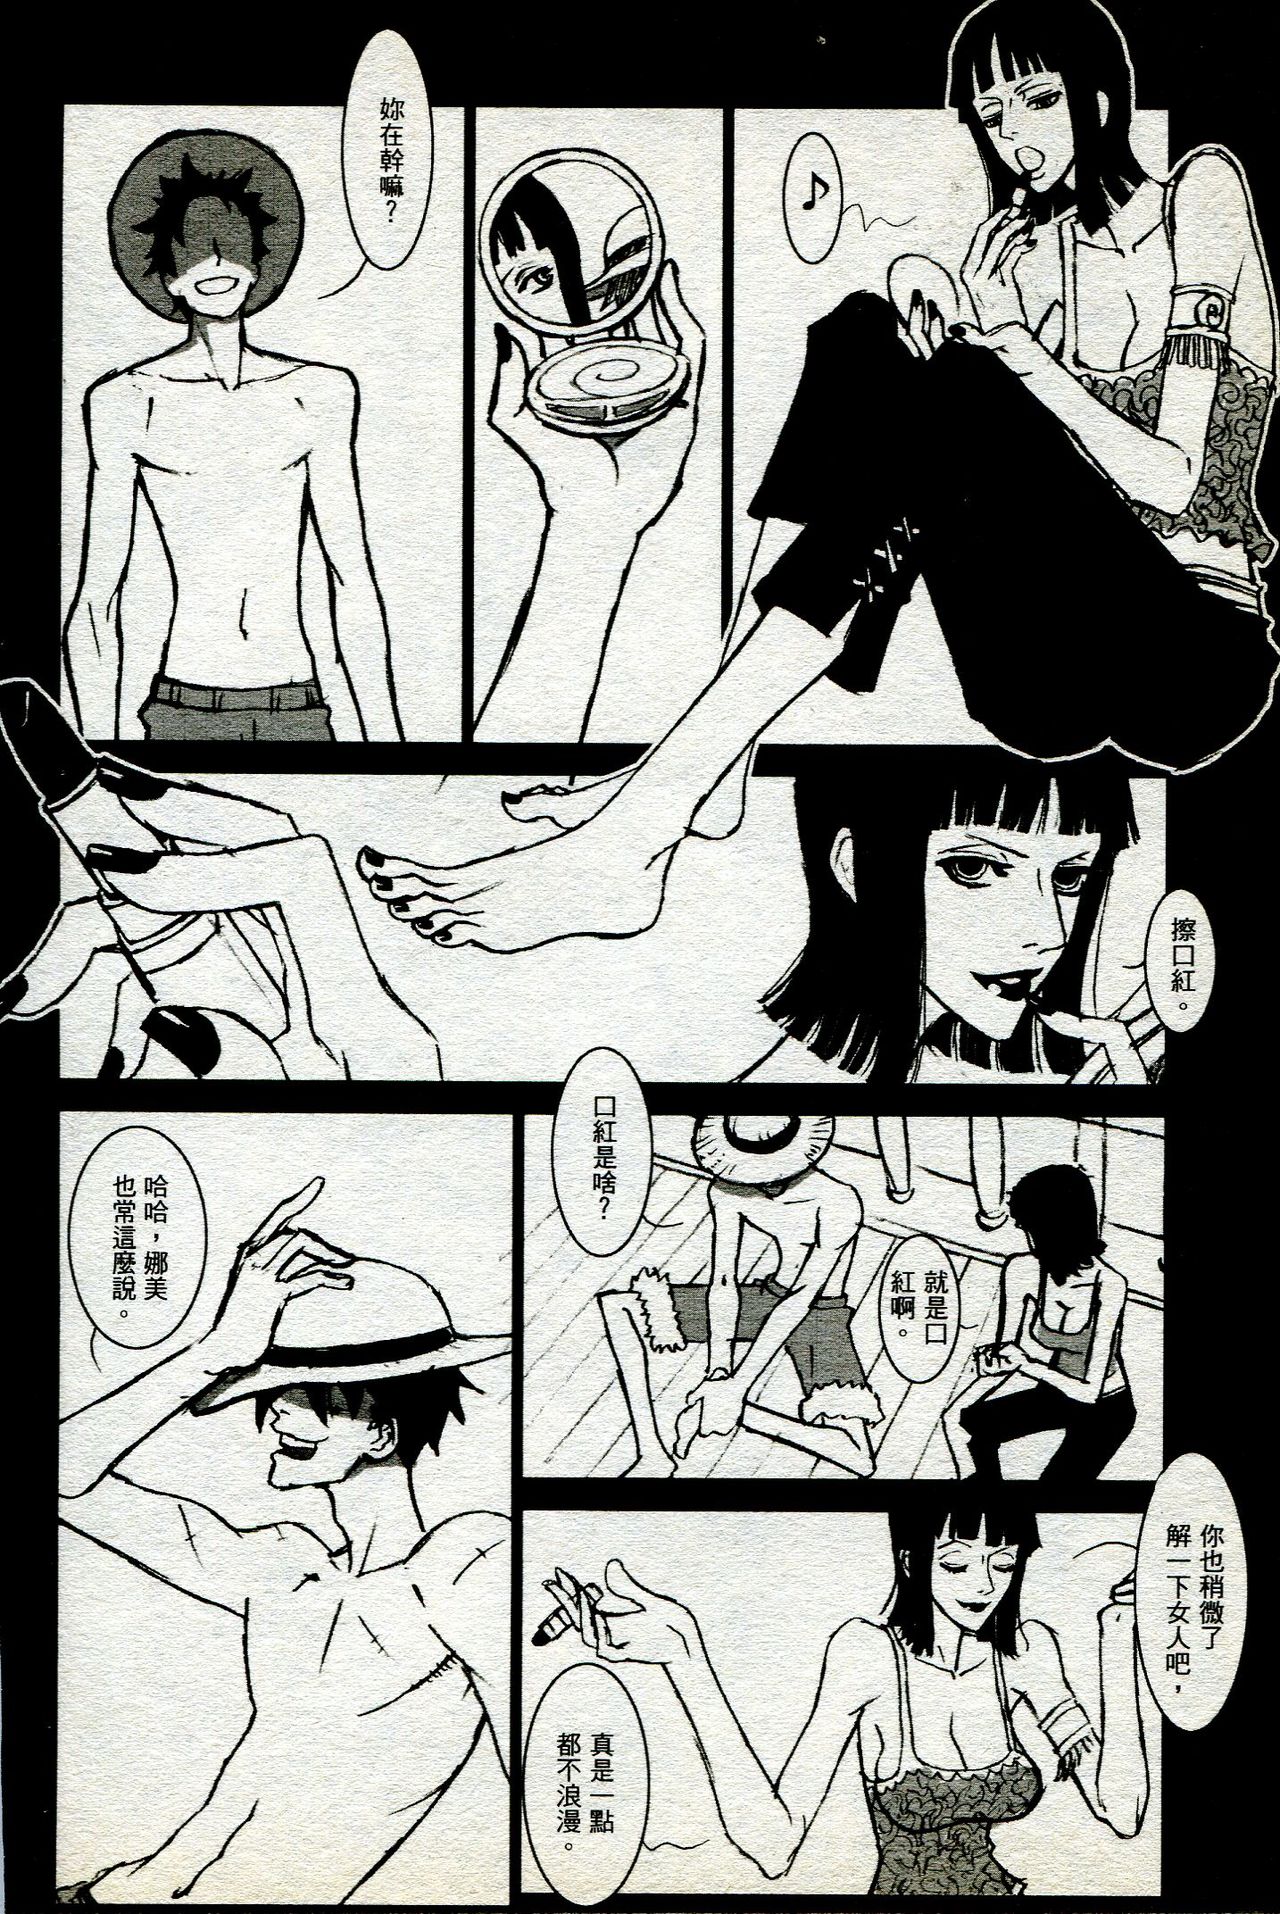 ♪
妳在幹嘛?
擦口紅。
口紅是啥?
就是口
紅啊。
哈哈，娜美
也常這麼說。
你也稍微了
解一下女人吧，
真是一點
都不浪漫。